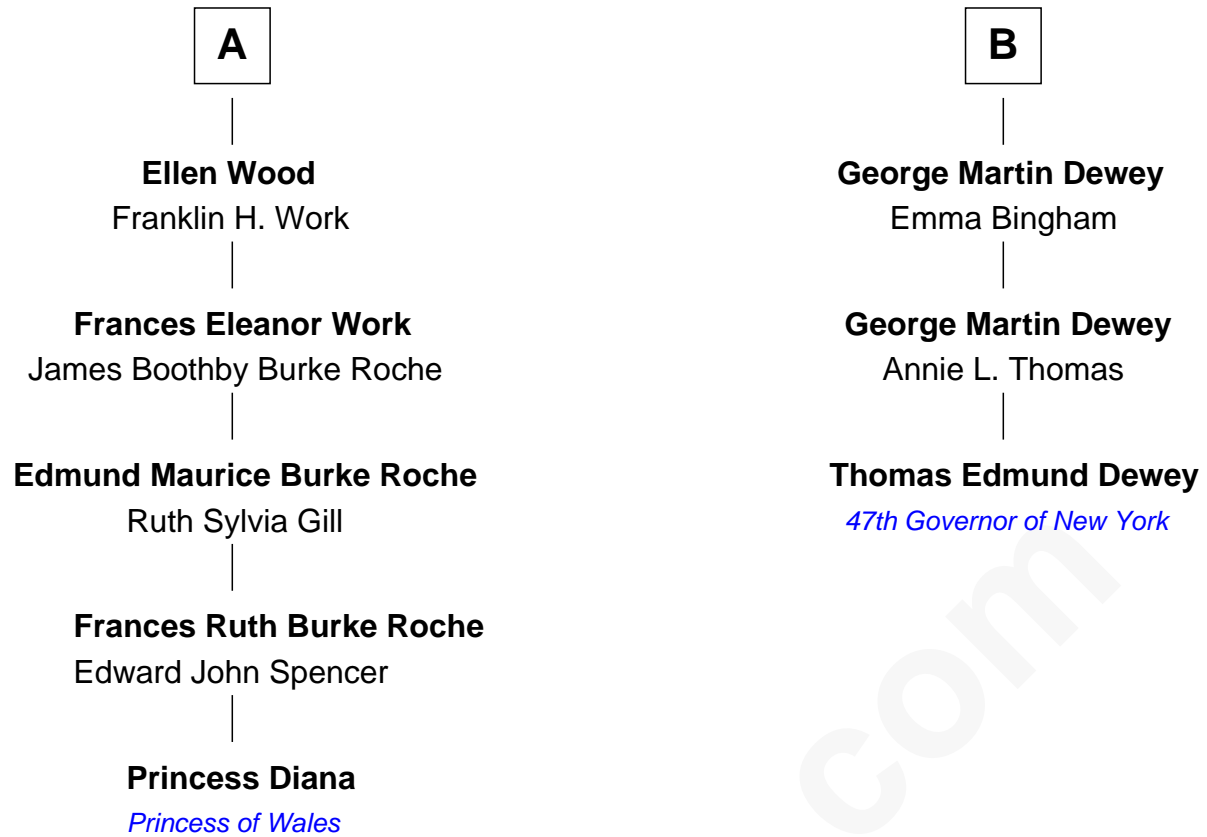 A
Ellen Wood
Franklin H. Work
Frances Eleanor Work
James Boothby Burke Roche
Edmund Maurice Burke Roche
Ruth Sylvia Gill
Frances Ruth Burke Roche
Edward John Spencer
Princess Diana
Princess of Wales
B
George Martin Dewey
Emma Bingham
George Martin Dewey
Annie L. Thomas
Thomas Edmund Dewey
47th Governor of New York
com